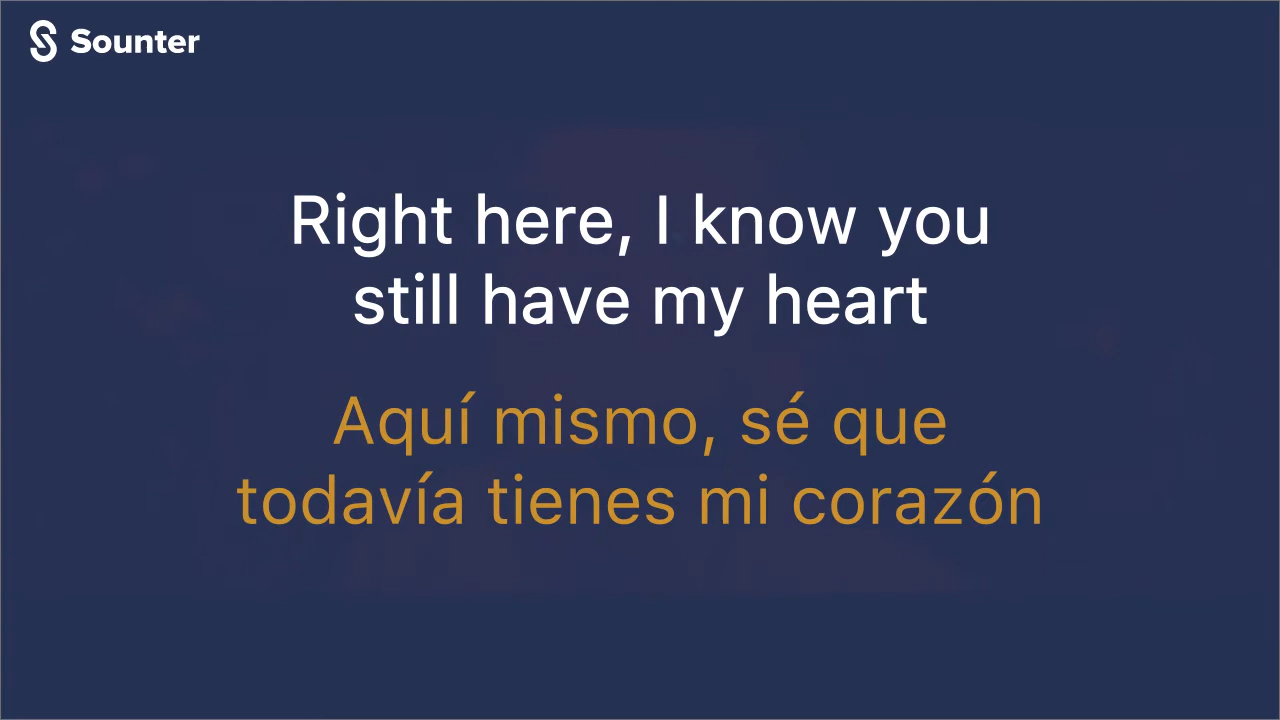 Sounter
Right here, I know you
still have my heart
Aquí mismo, sé que
todavía tienes mi corazón